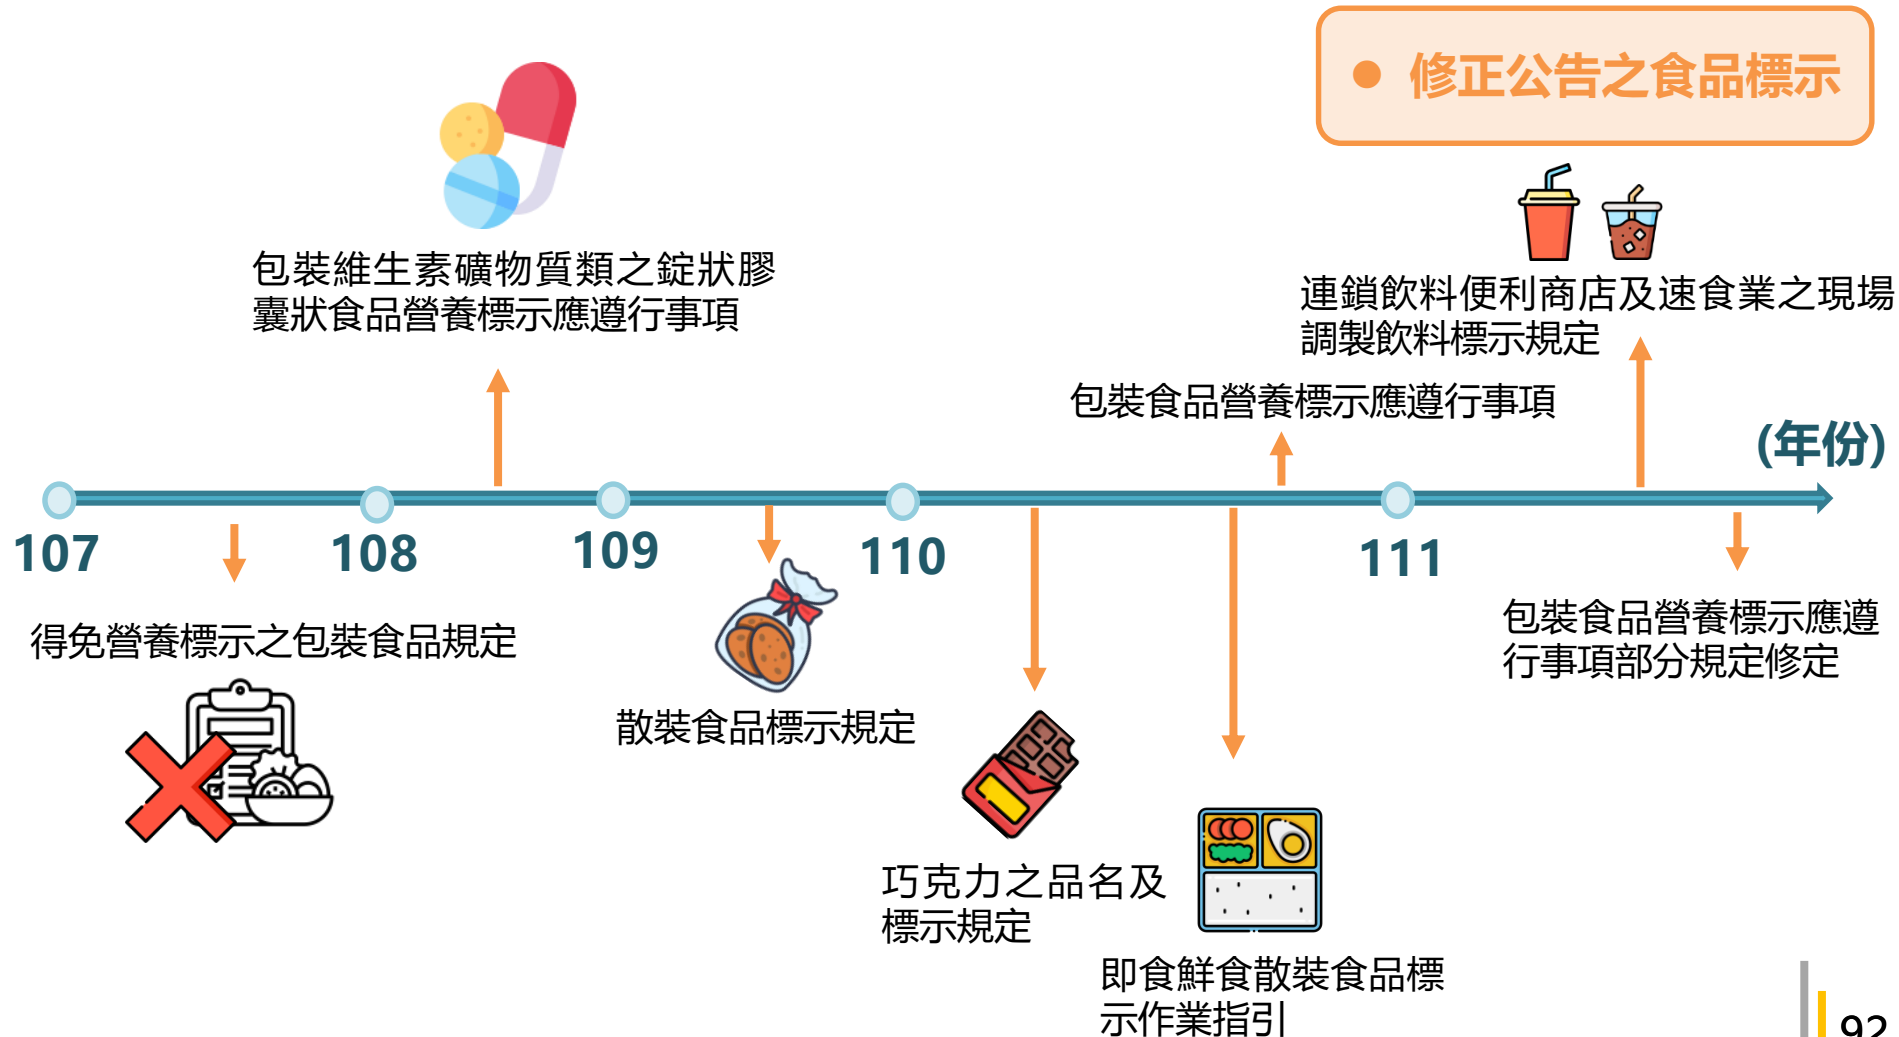 ● 修正公告之食品標示
包裝維生素礦物質類之錠狀膠
囊狀食品營養標示應遵行事項
連鎖飲料便利商店及速食業之現場
調製飲料標示規定
包裝食品營養標示應遵行事項
(年份)
107
108
109
110
111
得免營養標示之包裝食品規定
散裝食品標示規定
包裝食品營養標示應遵
行事項部分規定修定
巧克力之品名及
標示規定
即食鮮食散裝食品標
示作業指引
92